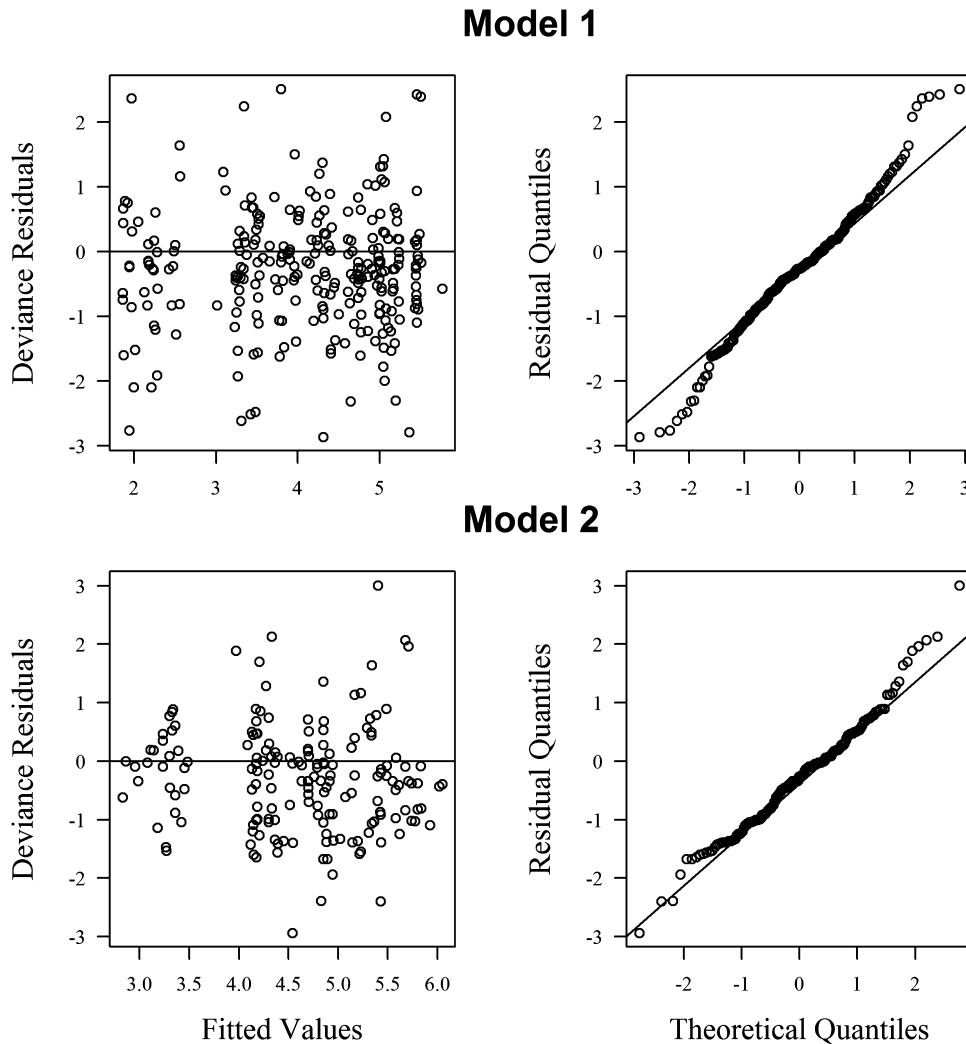 Model 1
Deviance Residuals
2
1
0
-1
-2
-3
2 3 4 5
Residual Quantiles
2
1
0
-1
-2
-3
-3 -2 -1 0 1 2 3
Model 2
Deviance Residuals
3
2
1
0
-1
-2
-3
3.0 3.5 4.0 4.5 5.0 5.5 6.0
Fitted Values
Residual Quantiles
3
2
1
0
-1
-2
-3
-2 -1 0 1 2
Theoretical Quantiles